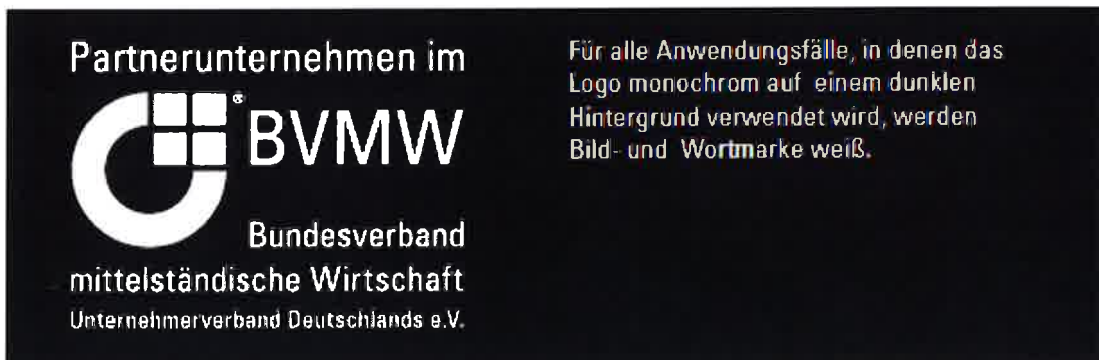 Partnerunternehmen im
®
BVMW
Bundesverband
mittelständische Wirtschaft
Unternehmerverband Deutschlands e.V.
Für alle Anwendungsfälle, in denen das
Logo monochrom auf einem dunklen
Hintergrund verwendet wird, werden
Bild- und Wortmarke weiß.